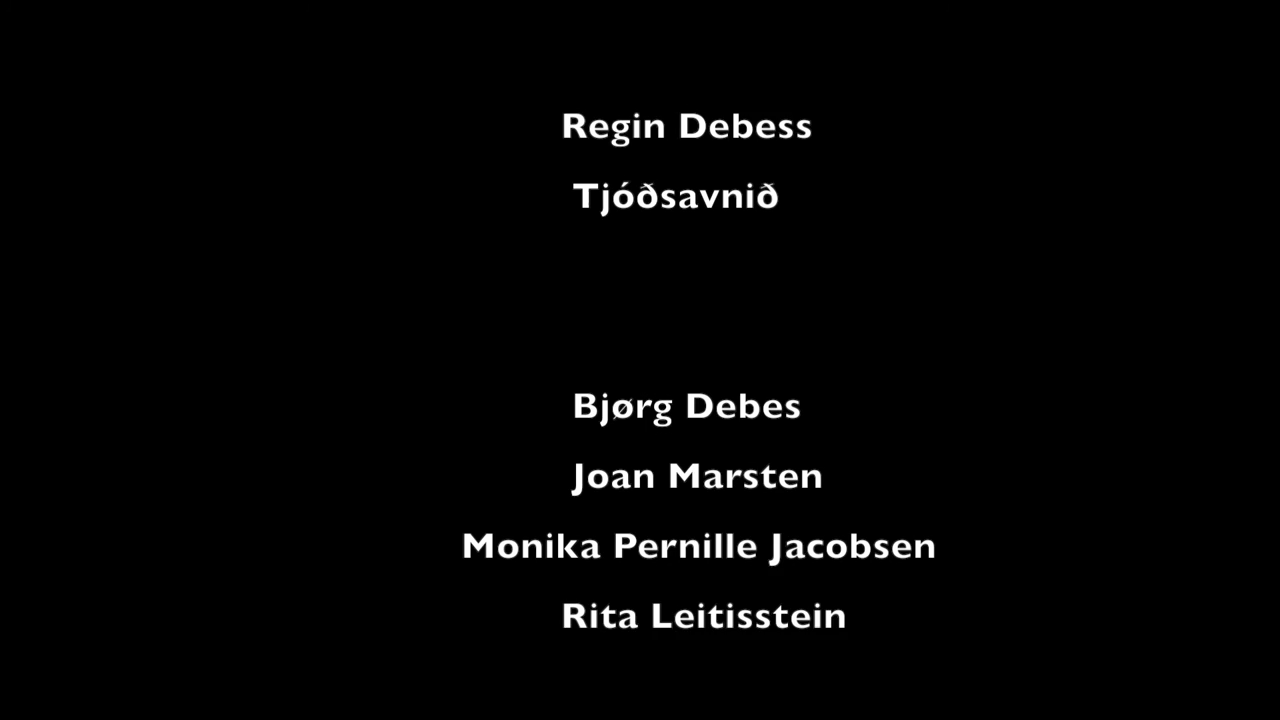 Regin Debess
Tjóðsavnið
Bjørg Debes
Joan Marsten
Monika Pernille Jacobsen
Rita Leitisstein